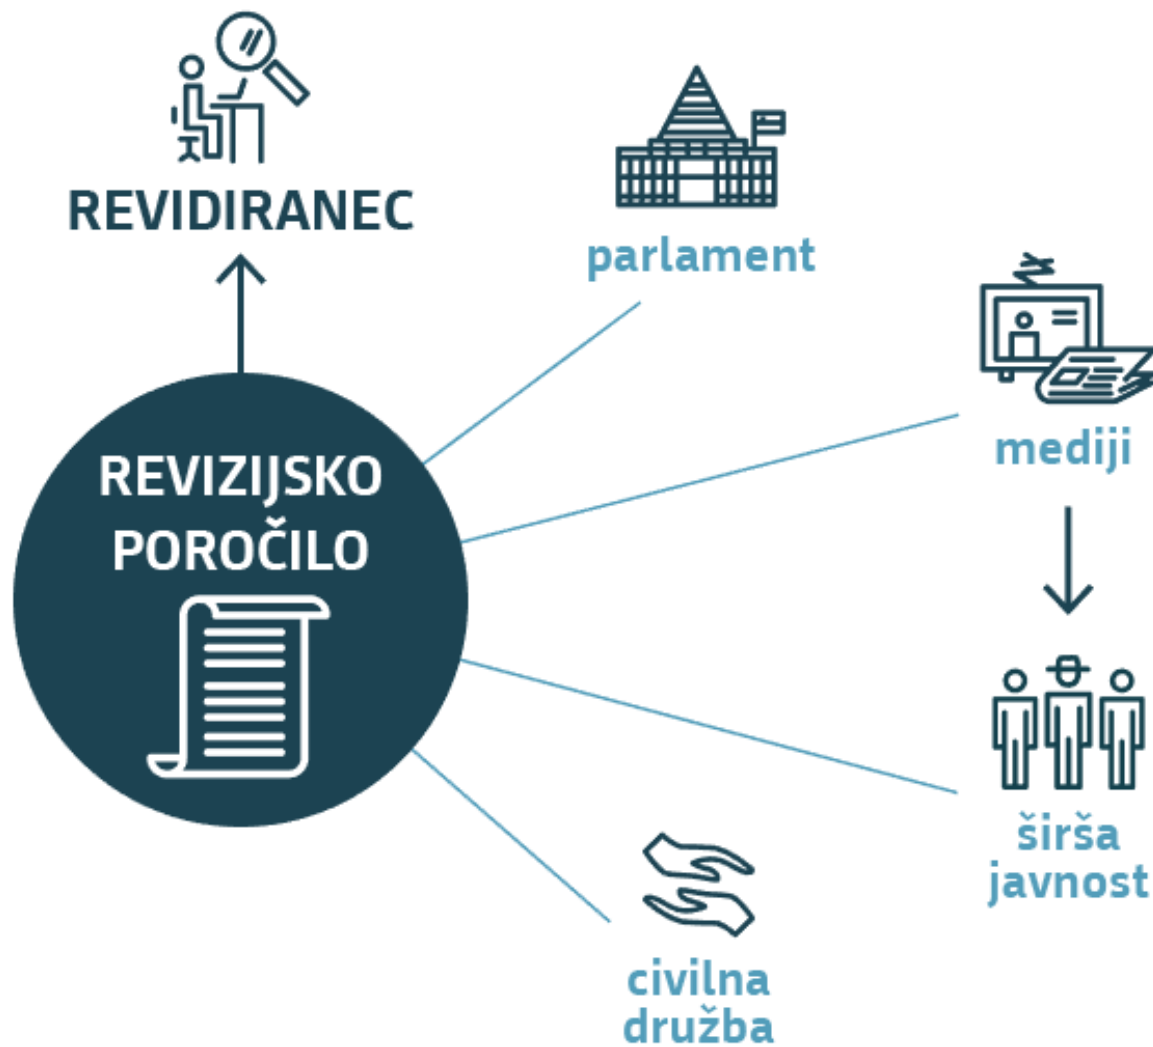 REVIDIRANEC
parlament
mediji
REVIZIJSKO
POROČILO
širša
javnost
civilna
družba